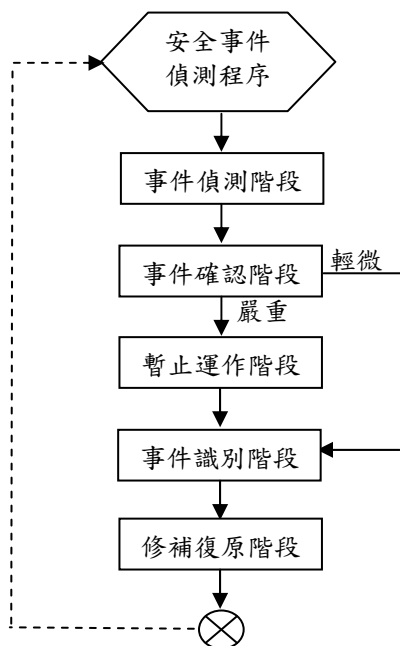 安全事件
偵測程序
事件偵測階段
事件確認階段
輕微
嚴重
暫止運作階段
事件識別階段
修補復原階段